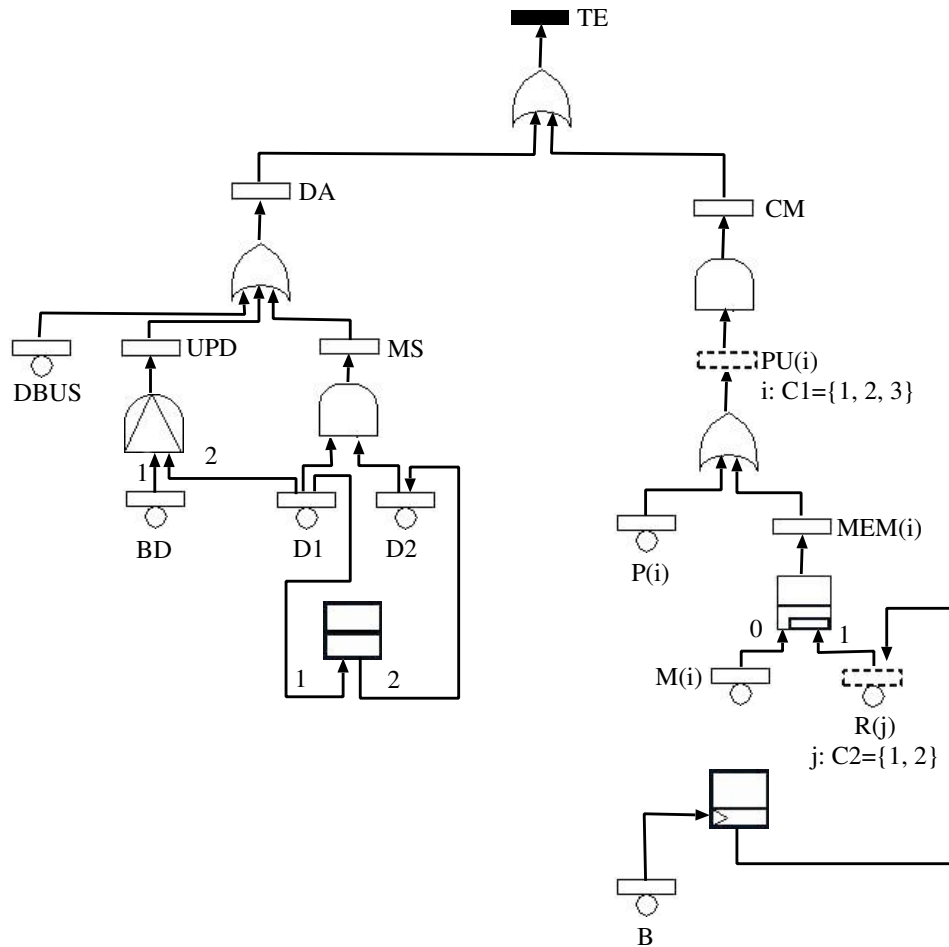 TE
DA
CM
UPD
MS
PU(i)
i: C1={1, 2, 3}
DBUS
1
2
BD
D1
D2
MEM(i)
P(i)
0
1
M(i)
1
2
R(j)
j: C2={1, 2}
B